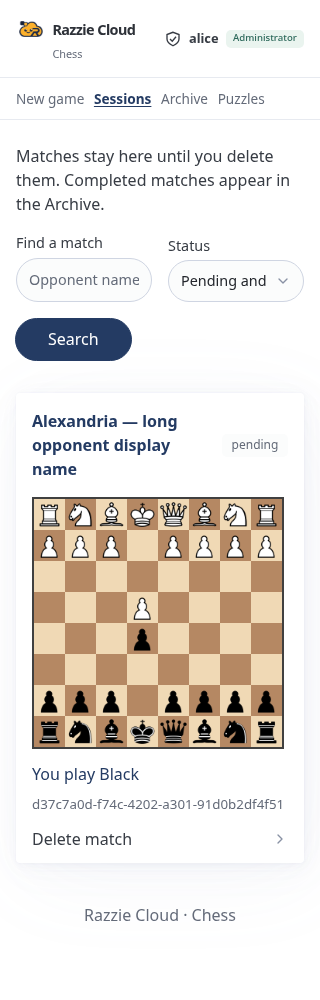 Razzie Cloud
Chess
alice
Administrator
New game Sessions Archive Puzzles
Matches stay here until you delete
them. Completed matches appear in
the Archive.
Find a match
Status
Opponent name
Pending and
Search
Alexandria — long
opponent display
name
pending
You play Black
d37c7a0d-f74c-4202-a301-91d0b2df4f51
Delete match
Razzie Cloud · Chess